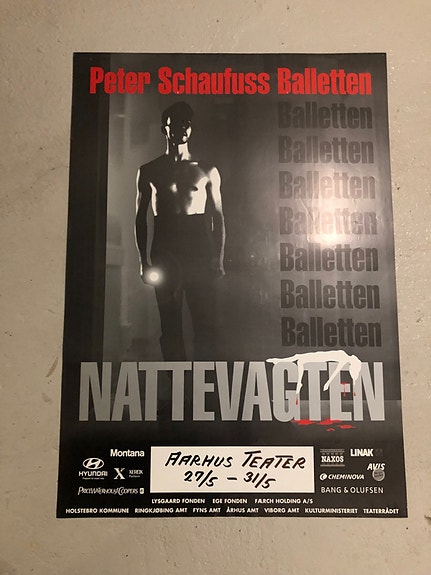 Peter Schaufuss Balletten
Balletten
Balletten
Balletten
Balletten
Balletten
Balletten
Balletten
NATTEVAGTEN
HYUNDAI
Montana
XEROX
PRICEWATERHOUSECOOPERS
AARHUS TEATER
27/5 – 31/5
NAXOS
LINAK
AVIS
CHEMINOVA
BANG & OLUFSEN
LYSGAARD FONDEN EGE FONDEN FÆRCH HOLDING A/S
HOLSTEBRO KOMMUNE RINGKJØBING AMT FYNS AMT ÅRHUS AMT VIBORG AMT KULTURMINISTERIET TEATERRÅDET